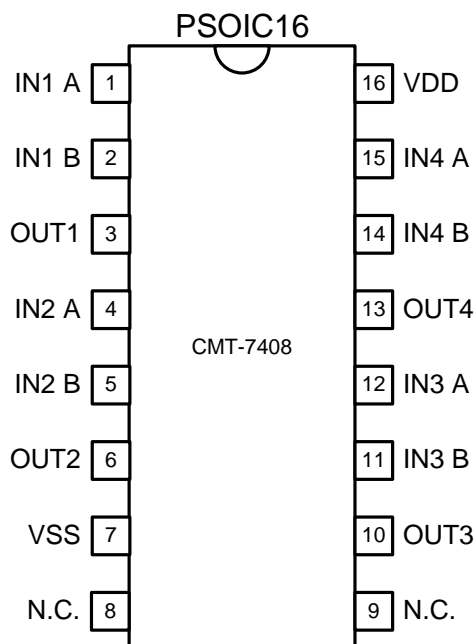 PSOIC16
IN1 A 1 16 VDD
IN1 B 2 15 IN4 A
OUT1 3 14 IN4 B
IN2 A 4 13 OUT4
CMT-7408
IN2 B 5 12 IN3 A
OUT2 6 11 IN3 B
VSS 7 10 OUT3
N.C. 8 9 N.C.